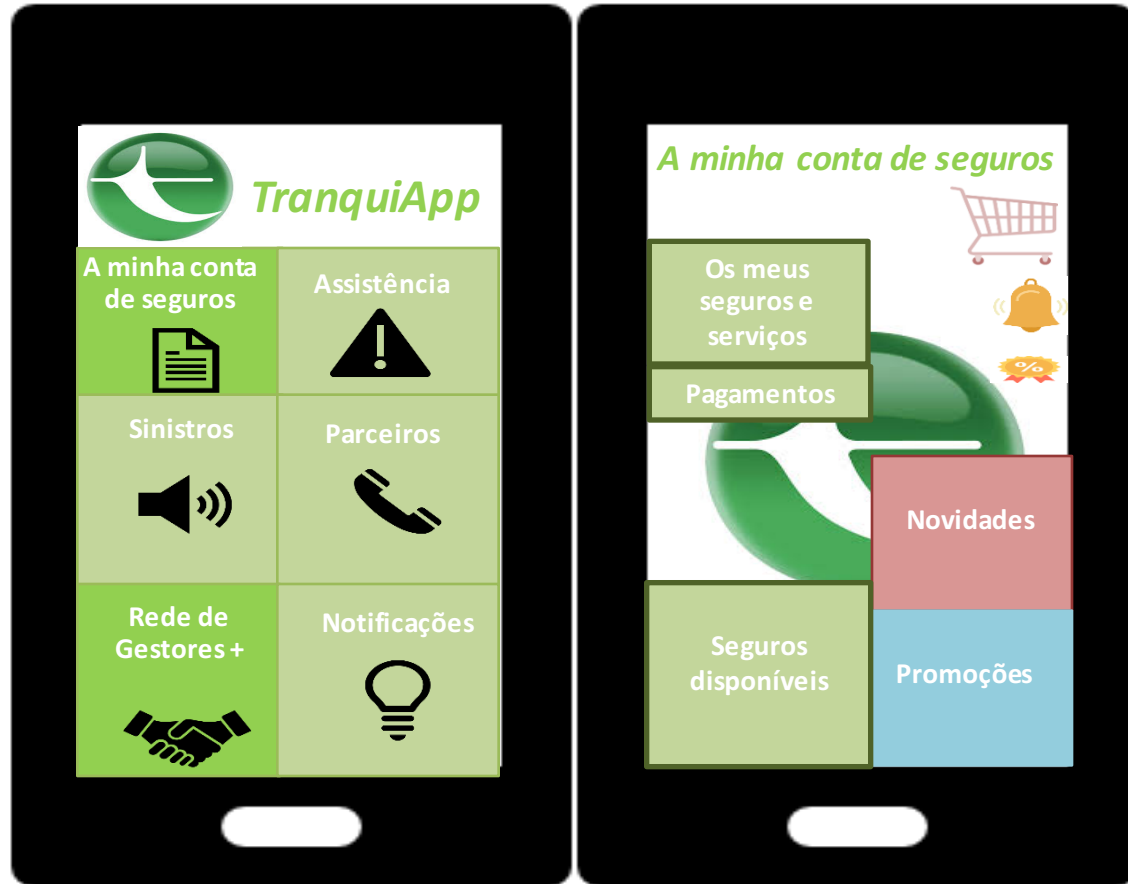 TranquiApp
A minha conta
de seguros
Assistência
Sinistros
Parceiros
Rede de
Gestores +
Notificações
A minha conta de seguros
Os meus
seguros e
serviços
%
Pagamentos
Novidades
Seguros
disponíveis
Promoções